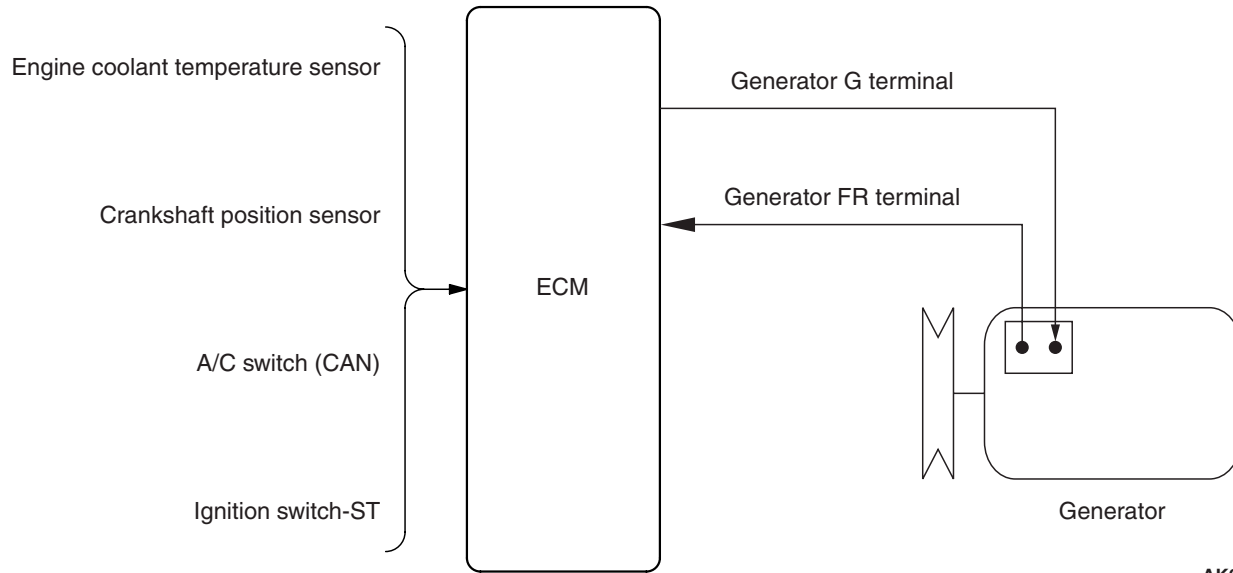 Engine coolant temperature sensor
Crankshaft position sensor
A/C switch (CAN)
Ignition switch-ST
ECM
Generator G terminal
Generator FR terminal
Generator